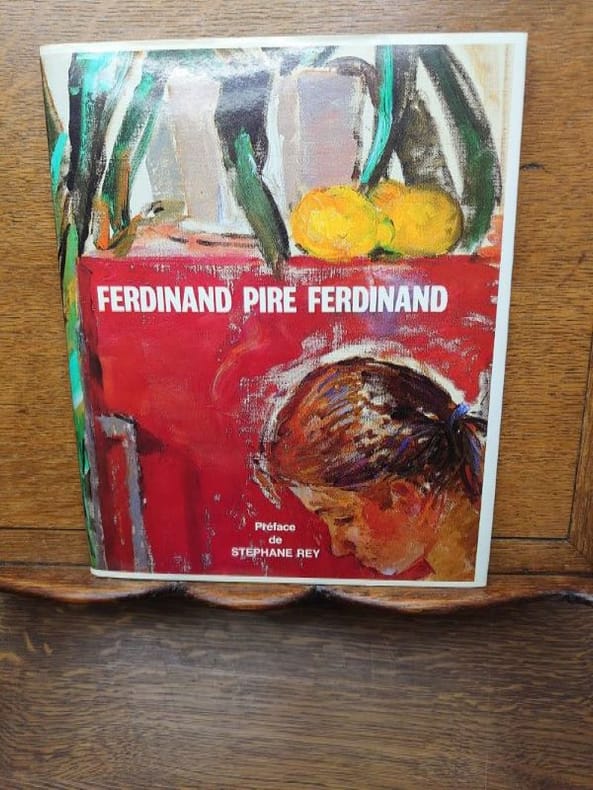 FERDINAND PIRE FERDINAND
Préface
de
STEPHANE REY